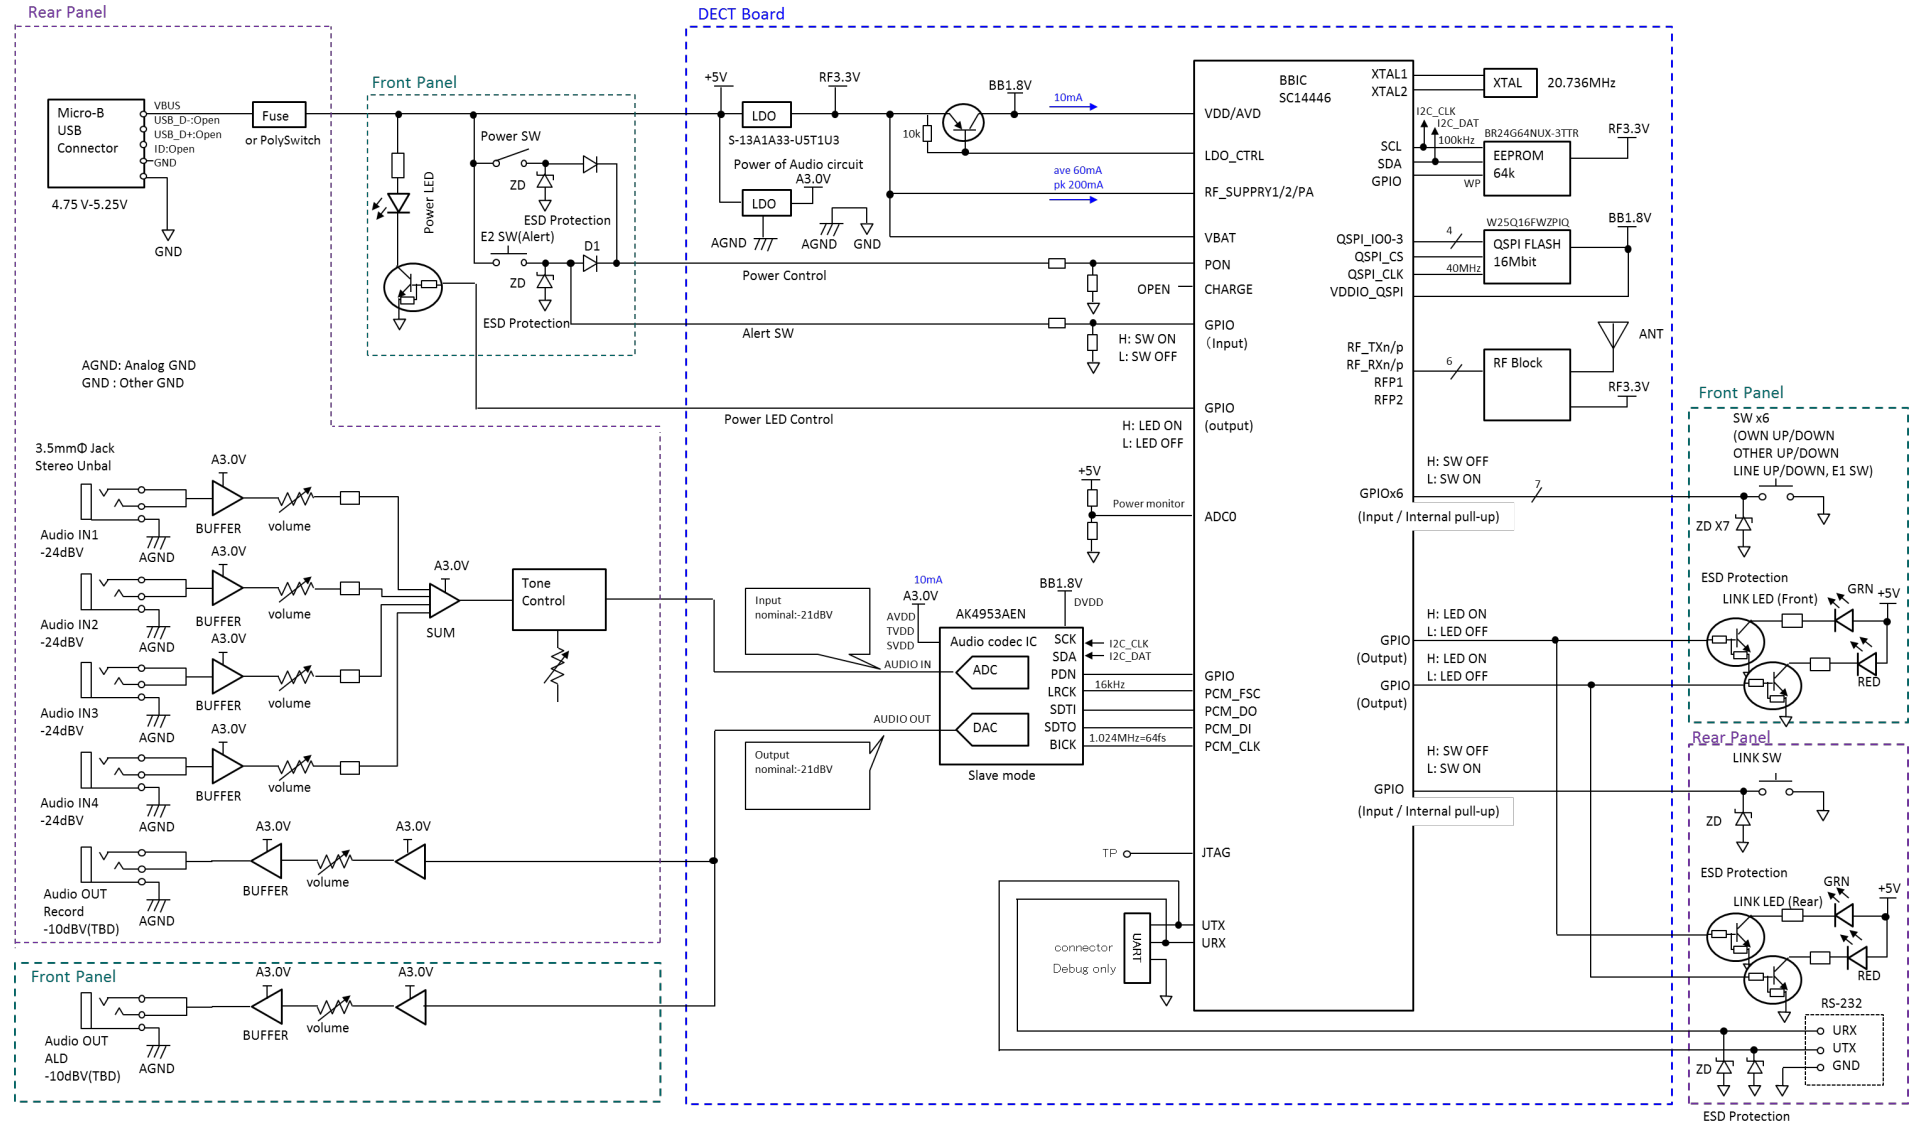 Rear Panel
Micro-B
USB
Connector
VBUS
USB_D-:Open
USB_D+:Open
ID:Open
GND
4.75 V-5.25V
GND
Fuse
or PolySwitch
AGND: Analog GND
GND : Other GND
Front Panel
Power LED
Power SW
ZD
ESD Protection
E2 SW(Alert)
D1
ZD
ESD Protection
3.5mmΦ Jack
Stereo Unbal
A3.0V
BUFFER
volume
Audio IN1
-24dBV
AGND
A3.0V
BUFFER
volume
Audio IN2
-24dBV
AGND
A3.0V
BUFFER
volume
Audio IN3
-24dBV
AGND
A3.0V
BUFFER
volume
Audio IN4
-24dBV
AGND
A3.0V
SUM
Tone
Control
A3.0V
A3.0V
BUFFER
volume
Audio OUT
Record
-10dBV(TBD)
AGND
Front Panel
A3.0V
A3.0V
BUFFER
volume
Audio OUT
ALD
-10dBV(TBD)
AGND
DECT Board
+5V
LDO
RF3.3V
S-13A1A33-U5T1U3
Power of Audio circuit
A3.0V
LDO
AGND
AGND
GND
10k
BB1.8V
10mA
ave 60mA
pk 200mA
Power Control
OPEN
Alert SW
H: SW ON
L: SW OFF
Power LED Control
H: LED ON
L: LED OFF
+5V
Power monitor
Input
nominal:-21dBV
Output
nominal:-21dBV
10mA
A3.0V
AVDD
TVDD
SVDD
AUDIO IN
AUDIO OUT
AK4953AEN
BB1.8V
DVDD
Audio codec IC
ADC
DAC
SCK
SDA
PDN
LRCK
SDTI
SDTO
BICK
Slave mode
I2C_CLK
I2C_DAT
16kHz
1.024MHz=64fs
TP
connector
Debug only
UART
BBIC
SC14446
VDD/AVD
LDO_CTRL
RF_SUPPRY1/2/PA
VBAT
PON
CHARGE
GPIO
(Input)
GPIO
(output)
ADC0
GPIO
PCM_FSC
PCM_DO
PCM_DI
PCM_CLK
JTAG
UTX
URX
XTAL1
XTAL2
SCL
SDA
GPIO
QSPI_IO0-3
QSPI_CS
QSPI_CLK
VDDIO_QSPI
RF_TXn/p
RF_RXn/p
RFP1
RFP2
GPIOx6
(Input / Internal pull-up)
GPIO
(Output)
GPIO
(Output)
GPIO
(Input / Internal pull-up)
XTAL
20.736MHz
I2C_CLK
I2C_DAT
100kHz
WP
BR24G64NUX-3TTR
EEPROM
64k
RF3.3V
4
40MHz
W25Q16FWZPIQ
QSPI FLASH
16Mbit
BB1.8V
6
RF Block
ANT
RF3.3V
H: SW OFF
L: SW ON
7
H: LED ON
L: LED OFF
H: LED ON
L: LED OFF
H: SW OFF
L: SW ON
Front Panel
SW x6
(OWN UP/DOWN
OTHER UP/DOWN
LINE UP/DOWN, E1 SW)
ZD X7
ESD Protection
LINK LED (Front)
GRN
+5V
RED
Rear Panel
LINK SW
ZD
ESD Protection
LINK LED (Rear)
GRN
+5V
RED
RS-232
URX
UTX
GND
ZD
ESD Protection